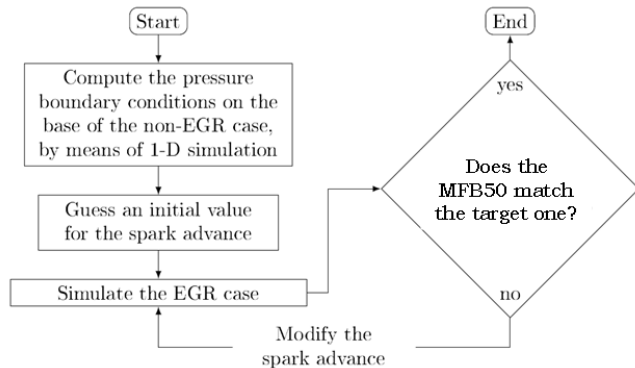 Start
Compute the pressure
boundary conditions on the
base of the non-EGR case,
by means of 1-D simulation
Guess an initial value
for the spark advance
Simulate the EGR case
Modify the
spark advance
End
yes
Does the
MFB50 match
the target one?
no